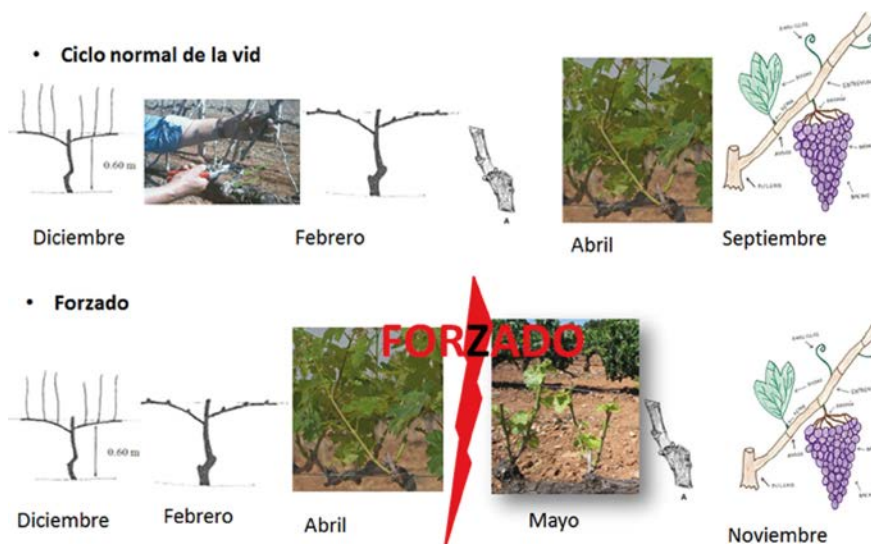 • Ciclo normal de la vid
0.60 m
Diciembre
Febrero
A
Abril
Septiembre
• Forzado
FORZADO
0.60 m
Diciembre
Febrero
Abril
Mayo
A
Noviembre